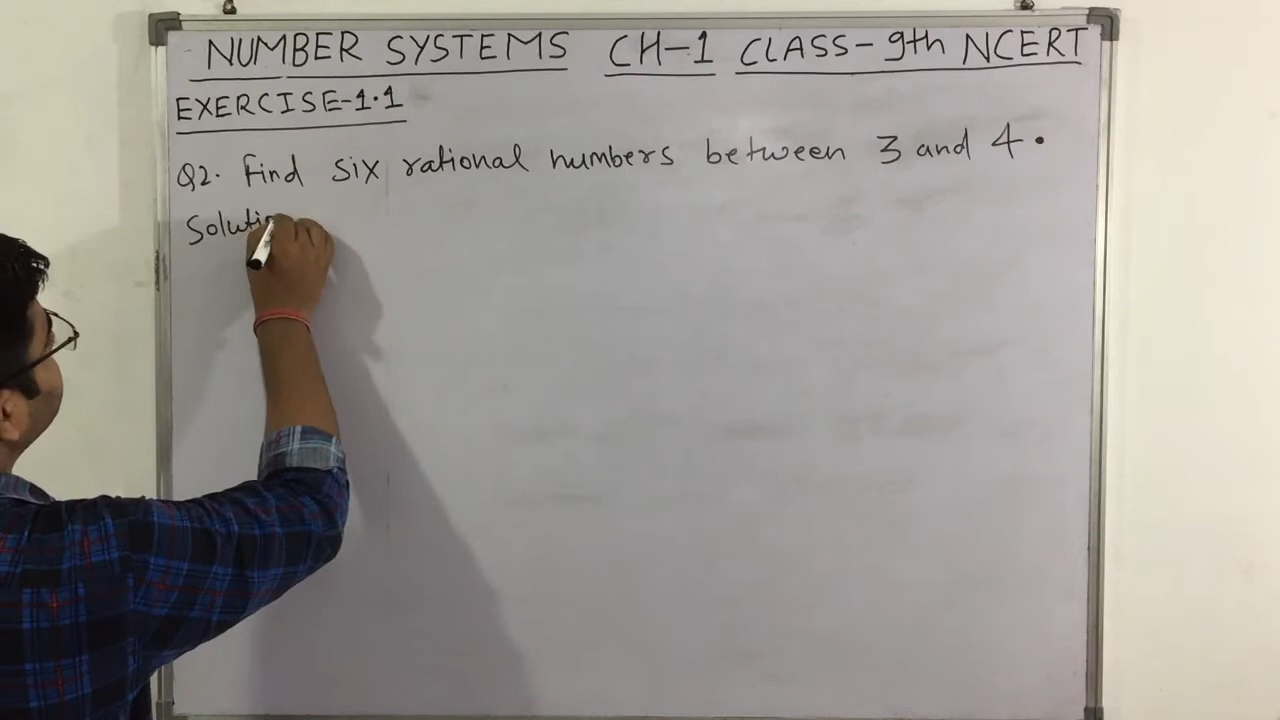 NUMBER SYSTEMS CH-1 CLASS-9th NCERT
EXERCISE-1.1
Q2. Find six rational numbers between 3 and 4.